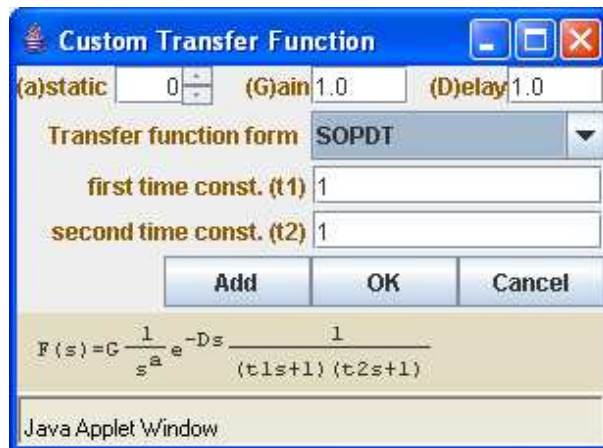 Custom Transfer Function
(a)static 0 (G)ain 1.0 (D)elay 1.0
Transfer function form SOPDT
first time const. (t1) 1
second time const. (t2) 1
Add OK Cancel
F(s)=G 1/s^a e^-Ds 1/(t1s+1)(t2s+1)
Java Applet Window